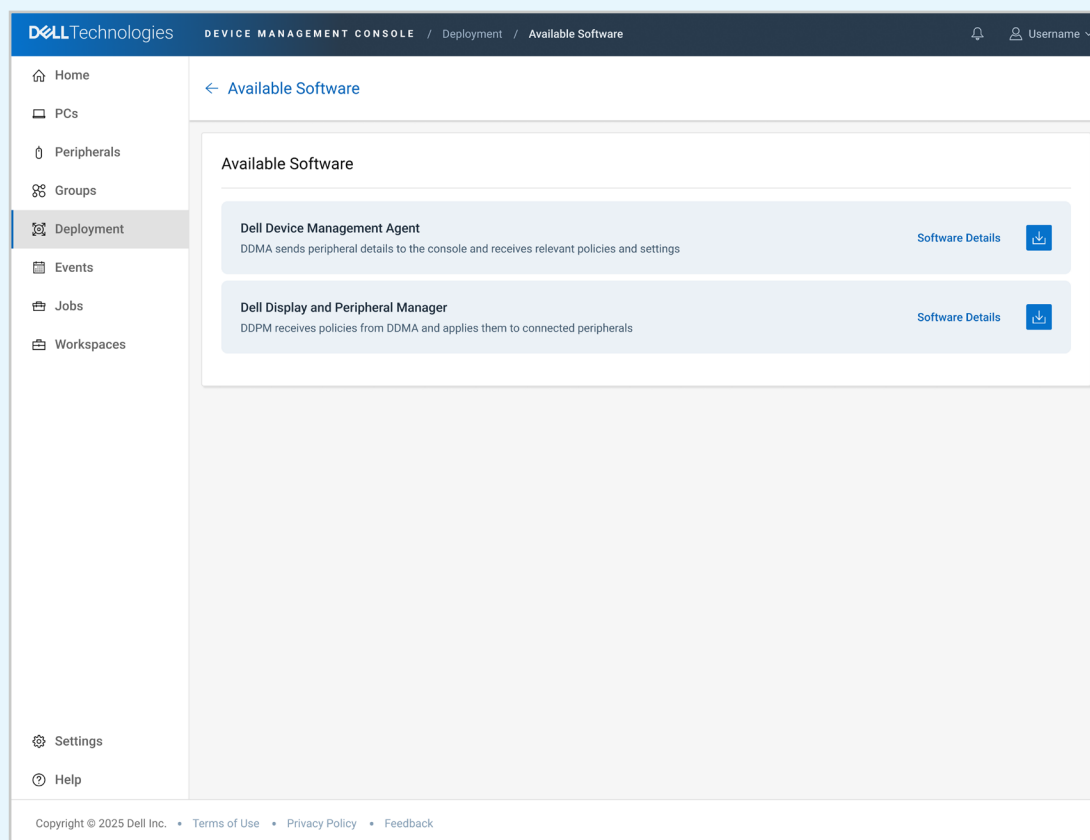 DELLTechnologies DEVICE MANAGEMENT CONSOLE / Deployment / Available Software Username
Home
PCs
Peripherals
Groups
Deployment
Events
Jobs
Workspaces
Settings
Help
← Available Software
Available Software
Dell Device Management Agent
DDMA sends peripheral details to the console and receives relevant policies and settings
Software Details
Dell Display and Peripheral Manager
DDPM receives policies from DDMA and applies them to connected peripherals
Software Details
Copyright © 2025 Dell Inc. • Terms of Use • Privacy Policy • Feedback